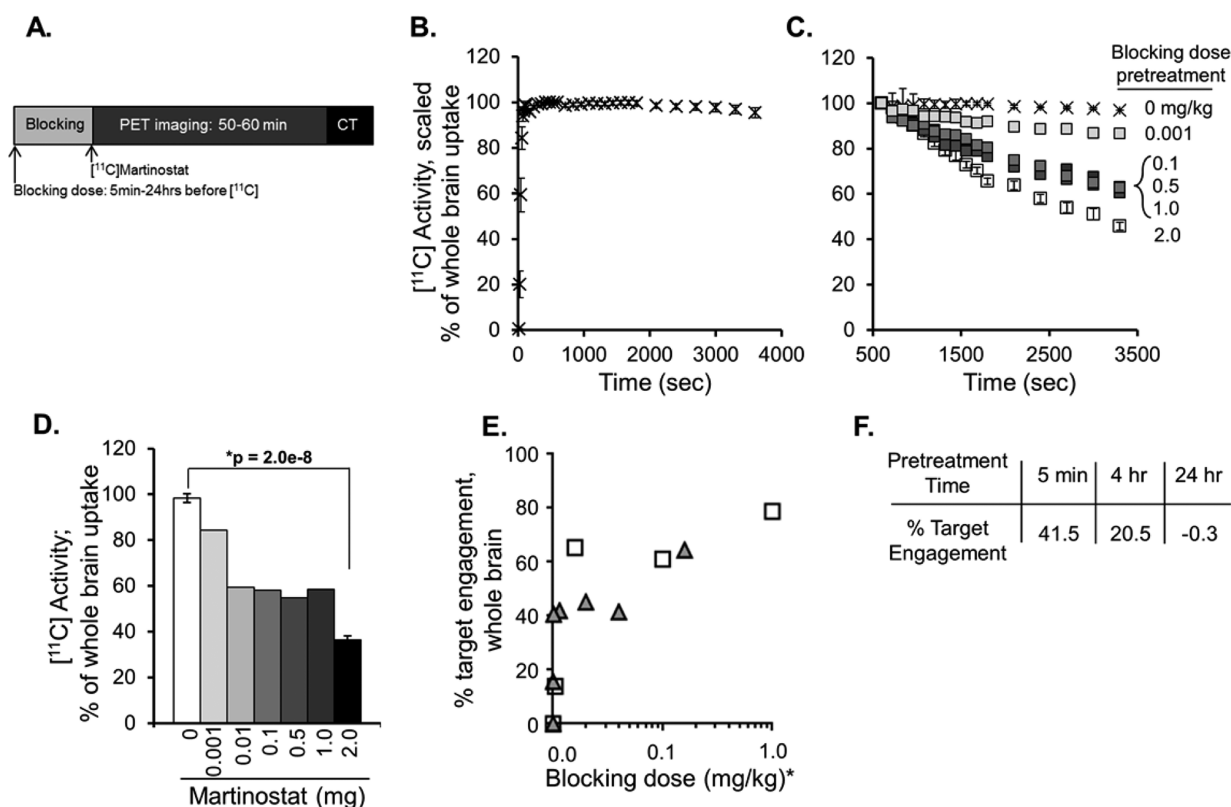 A.
Blocking
PET imaging: 50-60 min
CT
[¹¹C]Martinostat
Blocking dose: 5min-24hrs before [¹¹C]
B.
[¹¹C] Activity, scaled
% of whole brain uptake
120
100
80
60
40
20
0
0 1000 2000 3000 4000
Time (sec)
C.
120
100
80
60
40
20
0
500 1500 2500 3500
Time (sec)
Blocking dose
pretreatment
0 mg/kg
0.001
0.1
0.5
1.0
2.0
D.
[¹¹C] Activity;
% of whole brain uptake
120
100
80
60
40
20
0
*p = 2.0e-8
0 0.001 0.01 0.1 0.5 1.0 2.0
Martinostat (mg)
E.
% target engagement,
whole brain
100
80
60
40
20
0
0.0 0.1 1.0
Blocking dose (mg/kg)*
F.
Pretreatment
Time
5 min 4 hr 24 hr
% Target
Engagement
41.5 20.5 -0.3